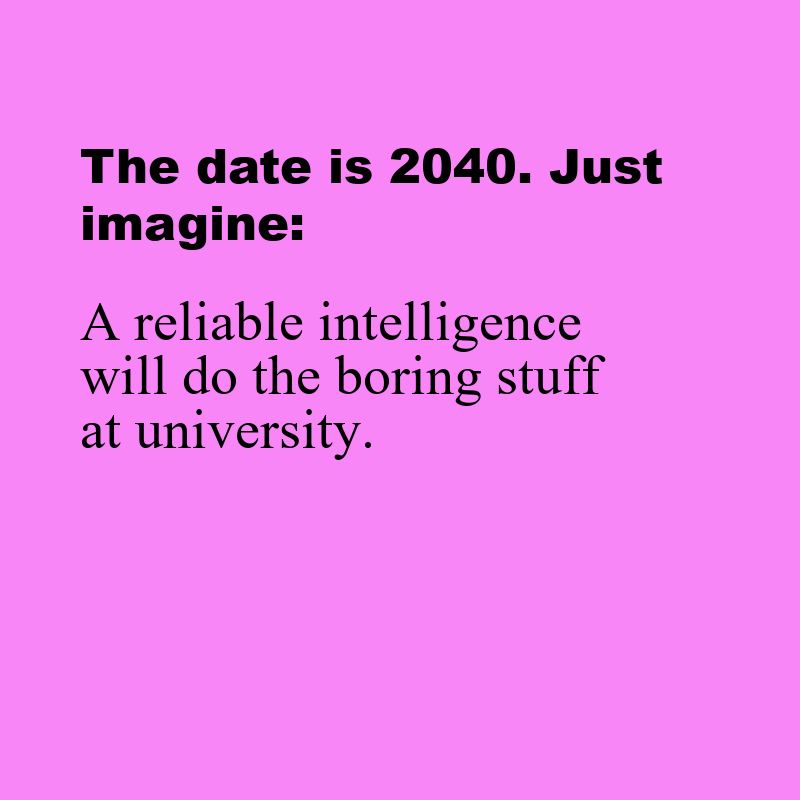 The date is 2040. Just
imagine:
A reliable intelligence
will do the boring stuff
at university.